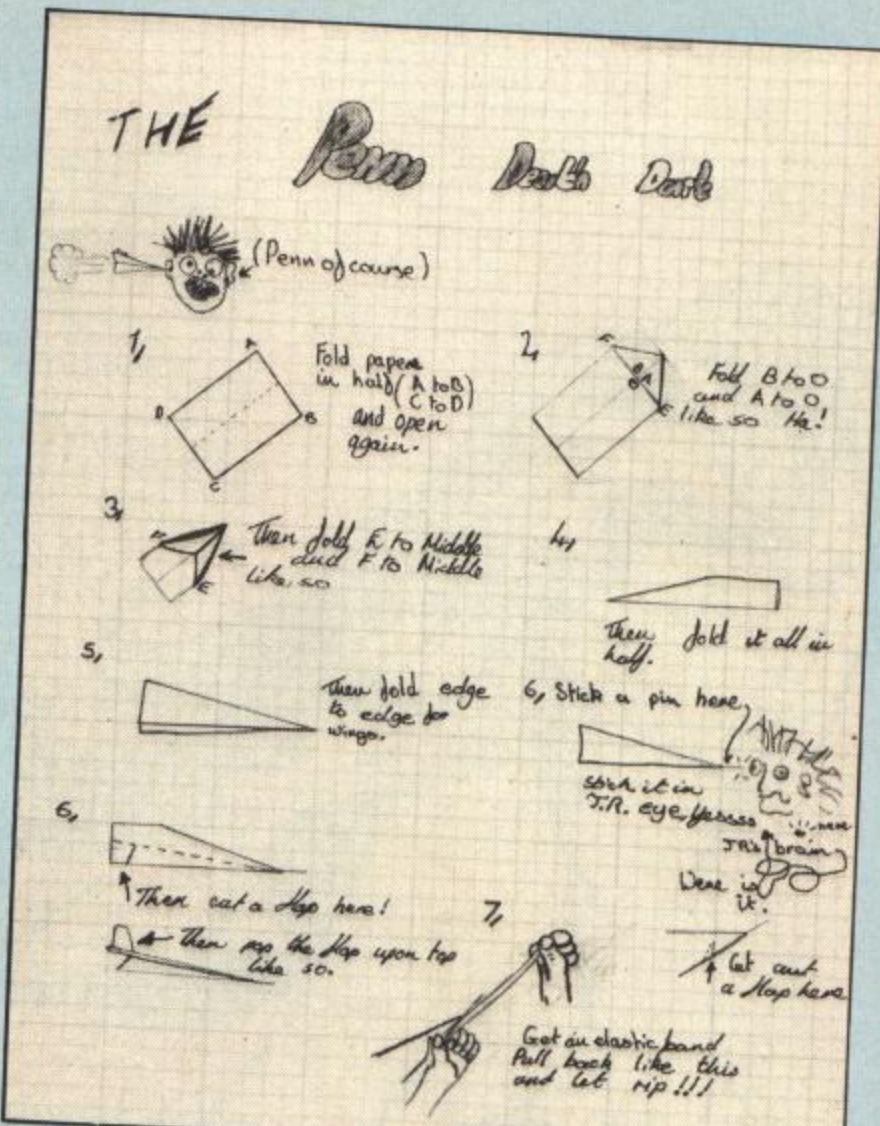 THE Penn Death Dart
(Penn of course)
1,
A
B
C
D
Fold paper
in half (A to B)
C to D)
and open
again.
2,
F
B A
O
E
Fold B to O
and A to O
like so Ha!
3,
F
E
Then fold E to Middle
and F to Middle
like so
4,
Then fold it all in
half.
5,
Then fold edge
to edge for
wings.
6, Stick a pin here
stick it in
J.R. eye, Yessss
here
J.R's brain
Were is
it.
6,
Then cut a flap here!
Then pop the flap upon top
like so.
7,
Get an elastic band
Pull back like this
and let rip!!!
Cut
a flap here